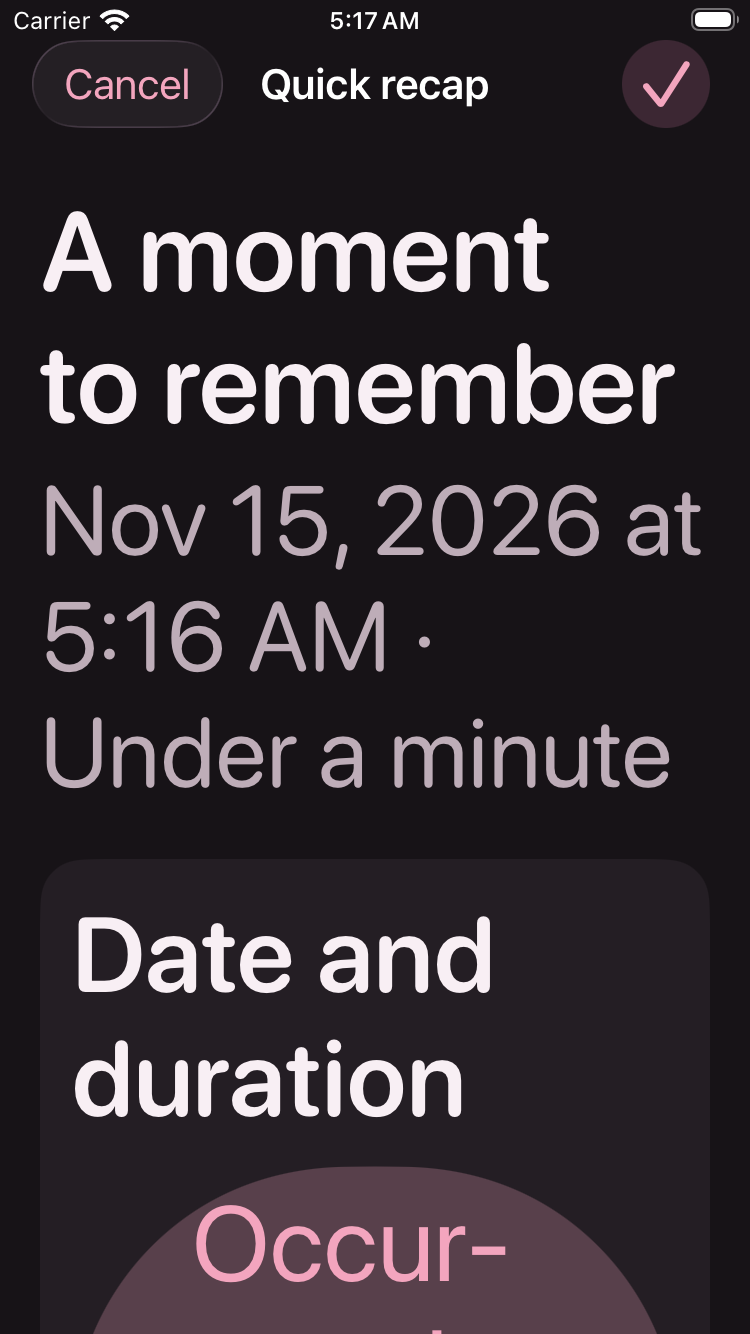 Carrier 5:17 AM
Cancel Quick recap
A moment
to remember
Nov 15, 2026 at
5:16 AM ·
Under a minute
Date and
duration
Occur-